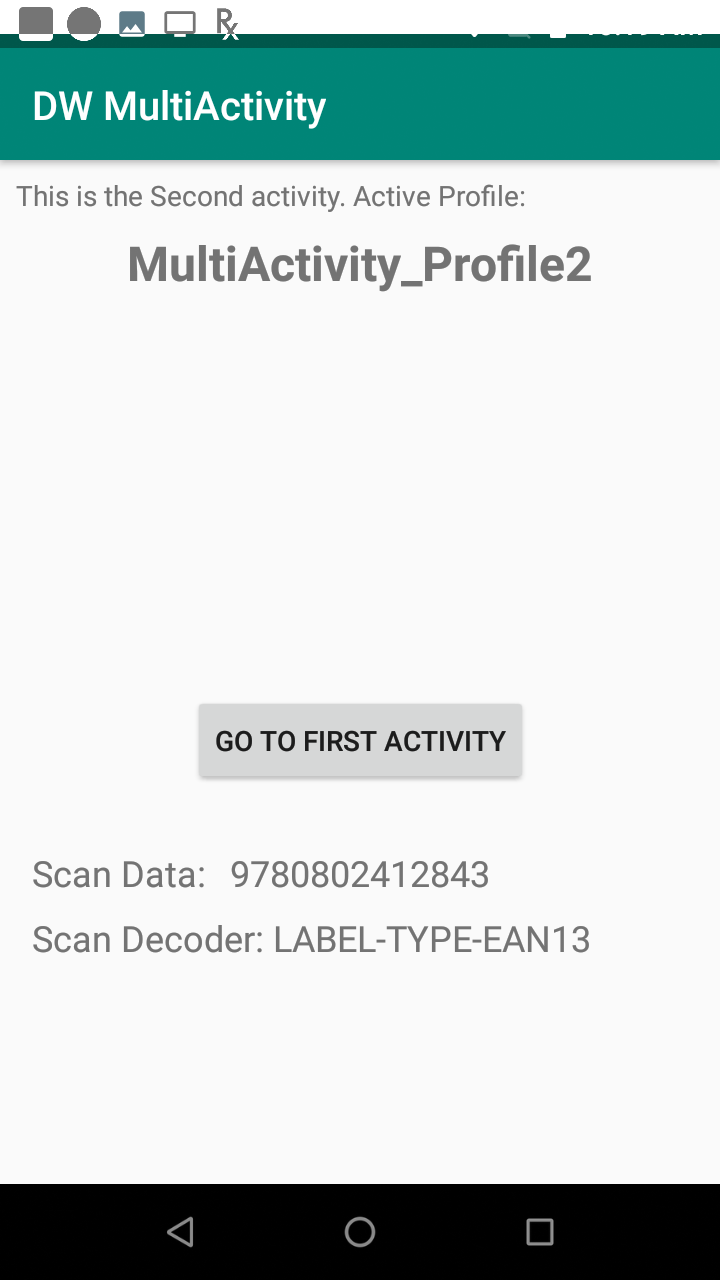 DW MultiActivity
This is the Second activity. Active Profile:
MultiActivity_Profile2
GO TO FIRST ACTIVITY
Scan Data: 9780802412843
Scan Decoder: LABEL-TYPE-EAN13